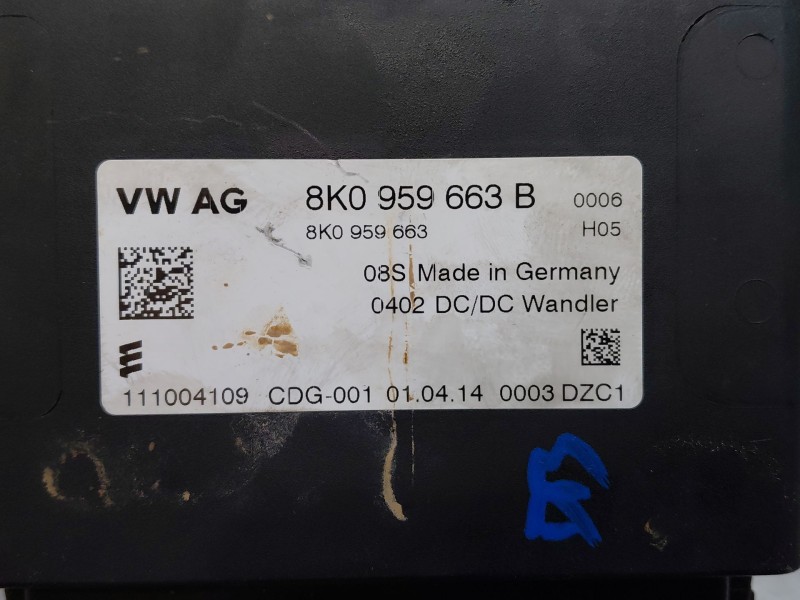 VW AG 8K0 959 663 B 0006
8K0 959 663 H05
08S Made in Germany
0402 DC/DC Wandler
111004109 CDG-001 01.04.14 0003 DZC1